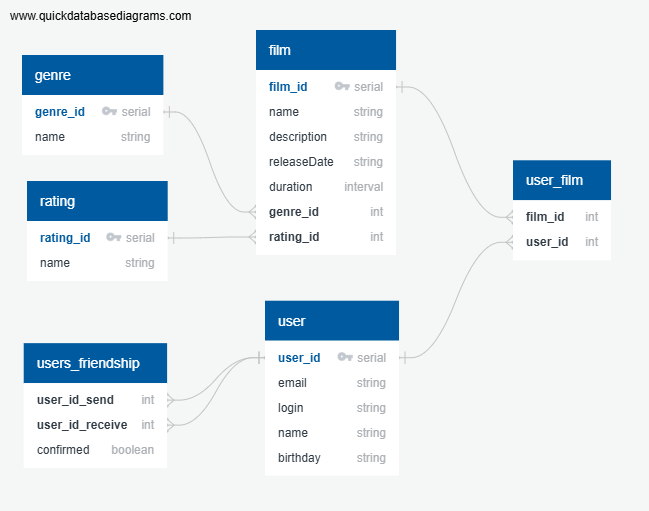 www.quickdatabasediagrams.com
genre
genre_id serial
name string
rating
rating_id serial
name string
users_friendship
user_id_send int
user_id_receive int
confirmed boolean
film
film_id serial
name string
description string
releaseDate string
duration interval
genre_id int
rating_id int
user
user_id serial
email string
login string
name string
birthday string
user_film
film_id int
user_id int